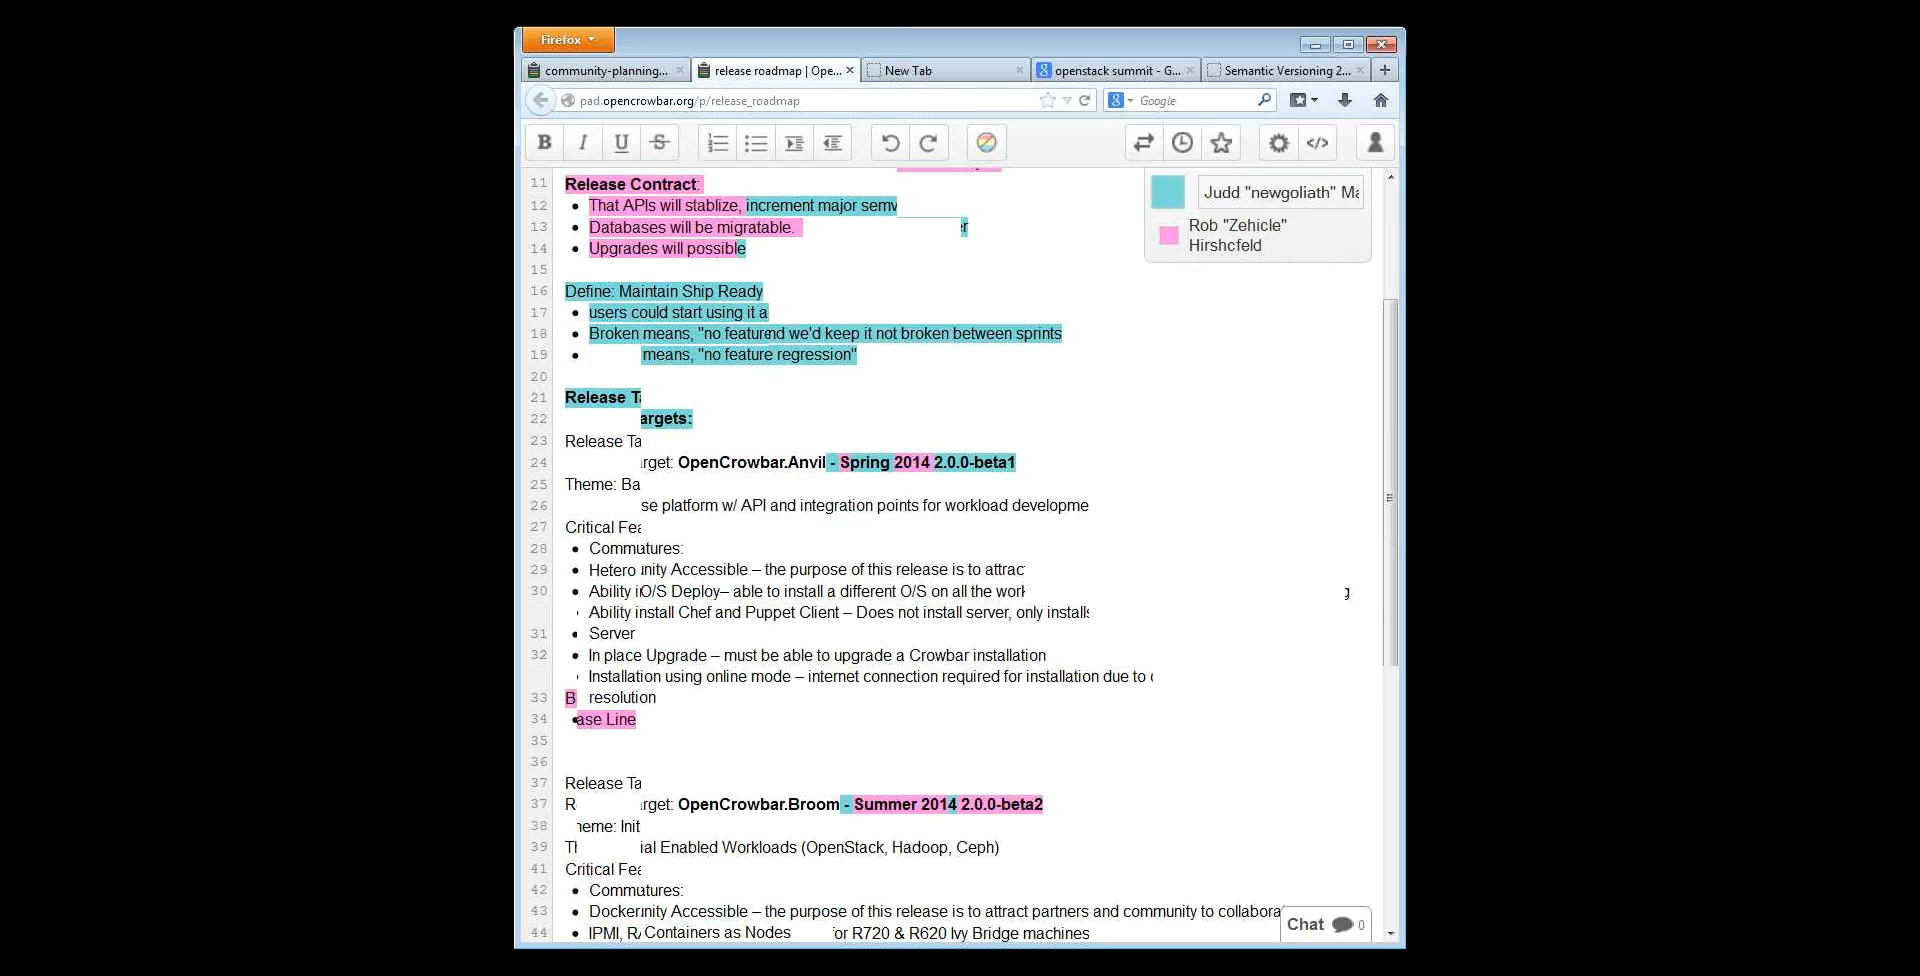 Firefox
community-planning...
release roadmap | Ope...
New Tab
openstack summit - G...
Semantic Versioning 2...
pad.opencrowbar.org/p/release_roadmap
Google
Judd "newgoliath" Ma
Rob "Zehicle"
Hirshcfeld
11 Release Contract:
12 That APIs will stablize, increment major semv
13 Databases will be migratable. er
14 Upgrades will possible
15
16 Define: Maintain Ship Ready
17 users could start using it a
18 Broken means, "no featurend we'd keep it not broken between sprints
19 means, "no feature regression"
20
21 Release Ta
22 argets:
23 Release Ta
24 rget: OpenCrowbar.Anvil - Spring 2014 2.0.0-beta1
25 Theme: Ba
26 se platform w/ API and integration points for workload developme
27 Critical Fea
28 Commatures:
29 Hetero nity Accessible – the purpose of this release is to attrac
30 Ability iO/S Deploy– able to install a different O/S on all the work g
Ability install Chef and Puppet Client – Does not install server, only installs
31 Server
32 In place Upgrade – must be able to upgrade a Crowbar installation
Installation using online mode – internet connection required for installation due to
33 B resolution
34 ase Line
35
36
37 Release Ta
37 R rget: OpenCrowbar.Broom - Summer 2014 2.0.0-beta2
38 heme: Init
39 Th ial Enabled Workloads (OpenStack, Hadoop, Ceph)
41 Critical Fea
42 Commatures:
43 Dockernity Accessible – the purpose of this release is to attract partners and community to collabora
44 IPMI, RA Containers as Nodes for R720 & R620 Ivy Bridge machines
Chat 0